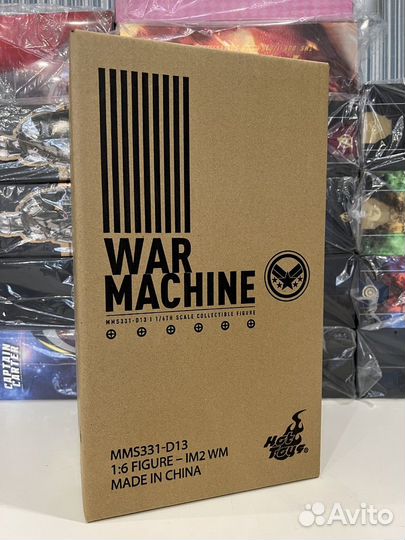 WAR
MACHINE
MMS331-D13 | 1/6TH SCALE COLLECTIBLE FIGURE
MMS331-D13
1:6 FIGURE – IM2 WM
MADE IN CHINA
Hot
Toys®
CAPTAIN
CARTER
Avito